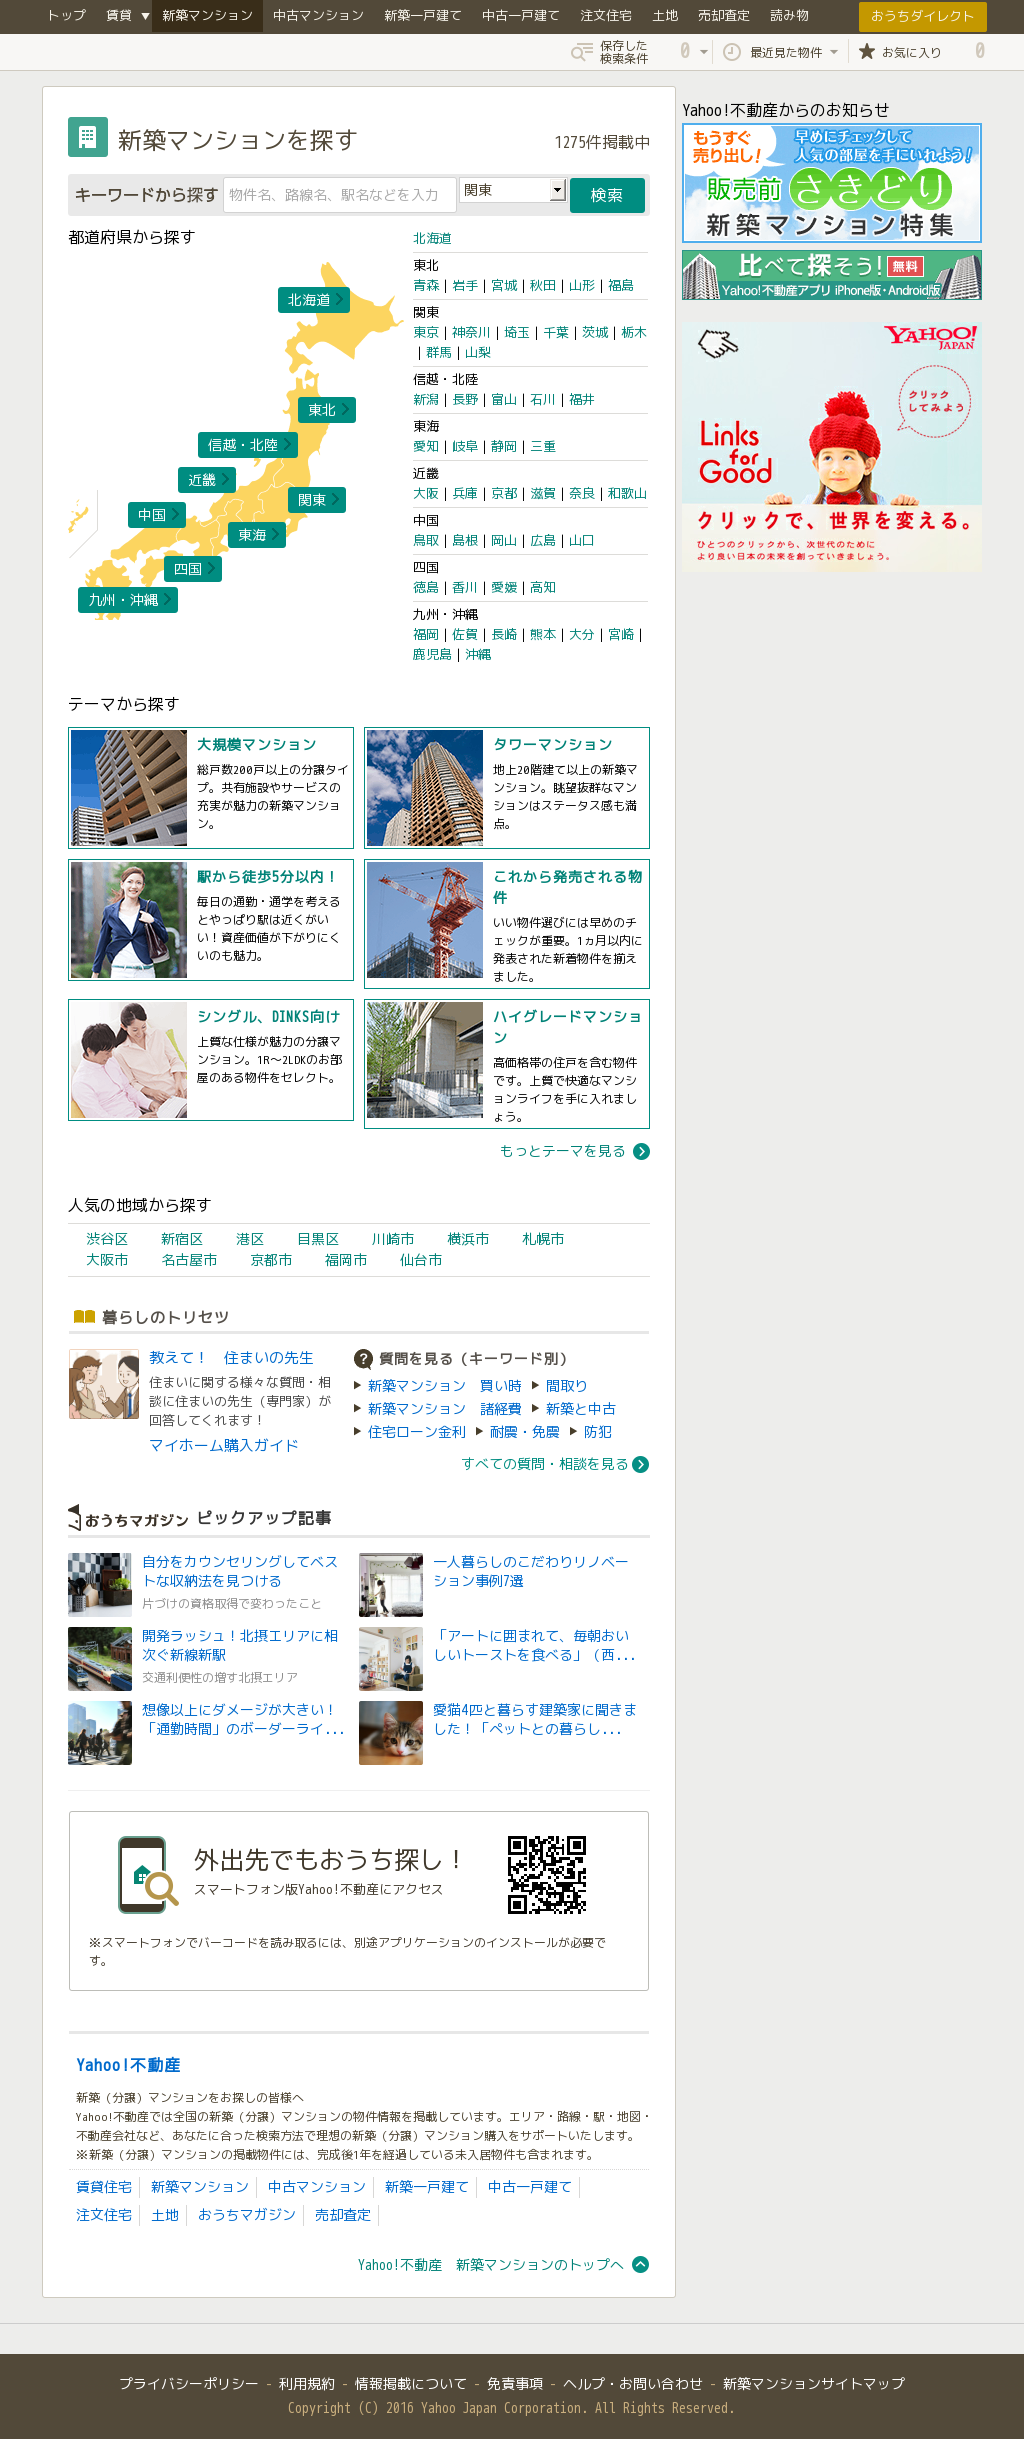 トップ 賃貸 ▼ 新築マンション 中古マンション 新築一戸建て 中古一戸建て 注文住宅 土地 売却査定 読み物 おうちダイレクト
保存した
検索条件 0 最近見た物件 お気に入り 0
新築マンションを探す 1275件掲載中
キーワードから探す 物件名、路線名、駅名などを入力 関東 検索
都道府県から探す
北海道
東北
信越・北陸
近畿
関東
中国
東海
四国
九州・沖縄
北海道
東北
青森 | 岩手 | 宮城 | 秋田 | 山形 | 福島
関東
東京 | 神奈川 | 埼玉 | 千葉 | 茨城 | 栃木
| 群馬 | 山梨
信越・北陸
新潟 | 長野 | 富山 | 石川 | 福井
東海
愛知 | 岐阜 | 静岡 | 三重
近畿
大阪 | 兵庫 | 京都 | 滋賀 | 奈良 | 和歌山
中国
鳥取 | 島根 | 岡山 | 広島 | 山口
四国
徳島 | 香川 | 愛媛 | 高知
九州・沖縄
福岡 | 佐賀 | 長崎 | 熊本 | 大分 | 宮崎 |
鹿児島 | 沖縄
Yahoo!不動産からのお知らせ
もうすぐ
売り出し!
早めにチェックして
人気の部屋を手にいれよう!
販売前 さきどり
新築マンション特集
比べて探そう! 無料
Yahoo!不動産アプリ iPhone版・Android版
YAHOO!
JAPAN
クリック
してみよう
Links
for
Good
クリックで、世界を変える。
ひとつのクリックから、次世代のために
より良い日本の未来を創っていきましょう。
テーマから探す
大規模マンション
総戸数200戸以上の分譲タイ
プ。共有施設やサービスの
充実が魅力の新築マンショ
ン。
タワーマンション
地上20階建て以上の新築マ
ンション。眺望抜群なマン
ションはステータス感も満
点。
駅から徒歩5分以内！
毎日の通勤・通学を考える
とやっぱり駅は近くがい
い！資産価値が下がりにく
いのも魅力。
これから発売される物
件
いい物件選びには早めのチ
ェックが重要。1ヵ月以内に
発表された新着物件を揃え
ました。
シングル、DINKS向け
上質な仕様が魅力の分譲マ
ンション。1R～2LDKのお部
屋のある物件をセレクト。
ハイグレードマンショ
ン
高価格帯の住戸を含む物件
です。上質で快適なマンシ
ョンライフを手に入れまし
ょう。
もっとテーマを見る
人気の地域から探す
渋谷区 新宿区 港区 目黒区 川崎市 横浜市 札幌市
大阪市 名古屋市 京都市 福岡市 仙台市
暮らしのトリセツ
教えて！ 住まいの先生
住まいに関する様々な質問・相
談に住まいの先生（専門家）が
回答してくれます！
マイホーム購入ガイド
質問を見る（キーワード別）
新築マンション 買い時 間取り
新築マンション 諸経費 新築と中古
住宅ローン金利 耐震・免震 防犯
すべての質問・相談を見る
おうちマガジン ピックアップ記事
自分をカウンセリングしてベス
トな収納法を見つける
片づけの資格取得で変わったこと
一人暮らしのこだわりリノベー
ション事例7選
開発ラッシュ！北摂エリアに相
次ぐ新線新駅
交通利便性の増す北摂エリア
「アートに囲まれて、毎朝おい
しいトーストを食べる」（西...
想像以上にダメージが大きい！
「通勤時間」のボーダーライ...
愛猫4匹と暮らす建築家に聞きま
した！「ペットとの暮らし...
外出先でもおうち探し！
スマートフォン版Yahoo!不動産にアクセス
※スマートフォンでバーコードを読み取るには、別途アプリケーションのインストールが必要で
す。
Yahoo!不動産
新築（分譲）マンションをお探しの皆様へ
Yahoo!不動産では全国の新築（分譲）マンションの物件情報を掲載しています。エリア・路線・駅・地図・
不動産会社など、あなたに合った検索方法で理想の新築（分譲）マンション購入をサポートいたします。
※新築（分譲）マンションの掲載物件には、完成後1年を経過している未入居物件も含まれます。
賃貸住宅 新築マンション 中古マンション 新築一戸建て 中古一戸建て
注文住宅 土地 おうちマガジン 売却査定
Yahoo!不動産 新築マンションのトップへ
プライバシーポリシー - 利用規約 - 情報掲載について - 免責事項 - ヘルプ・お問い合わせ - 新築マンションサイトマップ
Copyright (C) 2016 Yahoo Japan Corporation. All Rights Reserved.